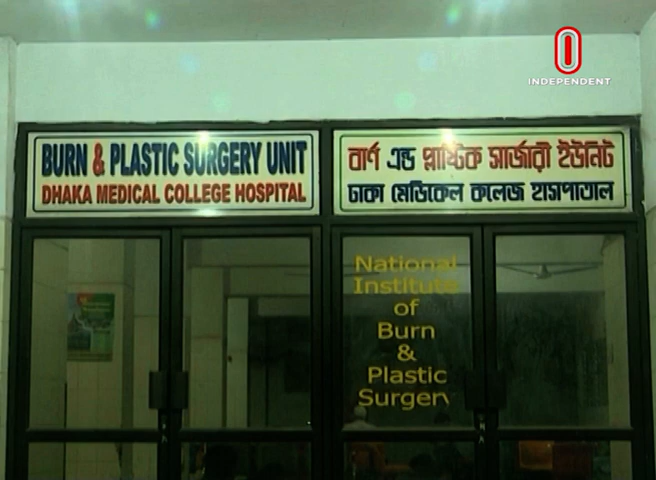 INDEPENDENT
BURN & PLASTIC SURGERY UNIT
DHAKA MEDICAL COLLEGE HOSPITAL
বার্ণ এন্ড প্লাষ্টিক সার্জারী ইউনিট
ঢাকা মেডিকেল কলেজ হাসপাতাল
National
Institute
of
Burn
&
Plastic
Surgery